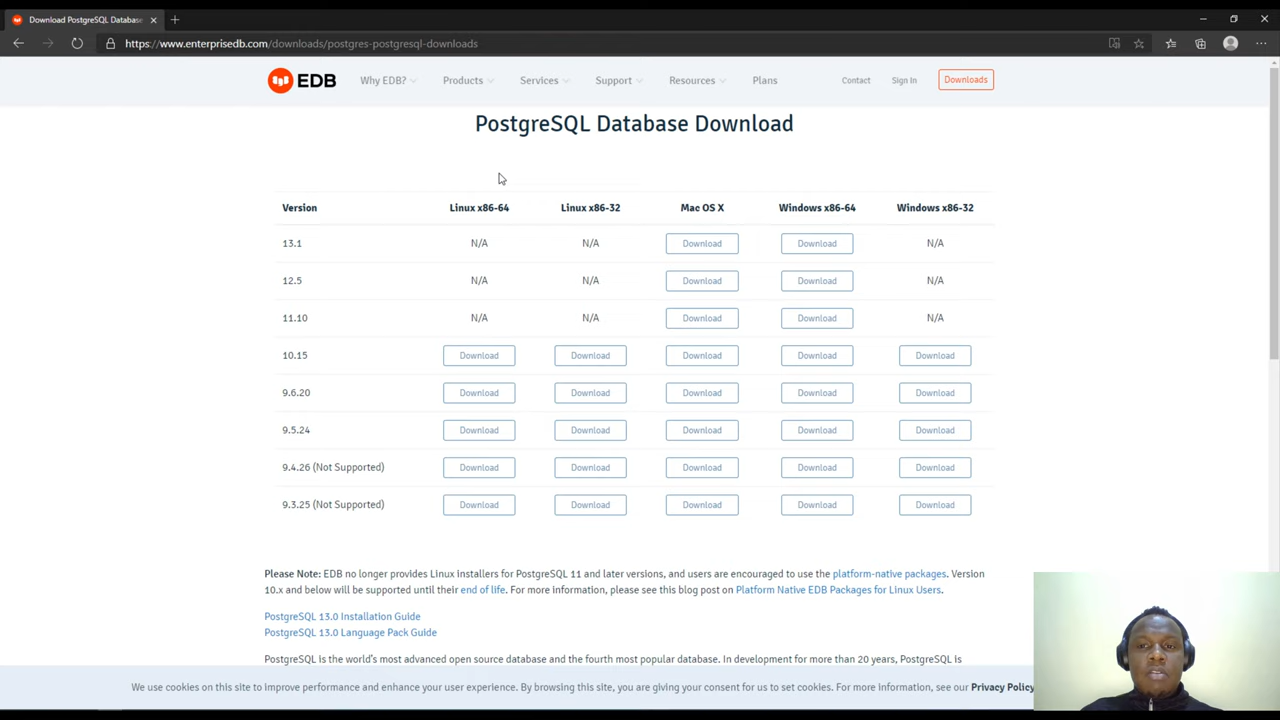 Download PostgreSQL Database
https://www.enterprisedb.com/downloads/postgres-postgresql-downloads
EDB Why EDB? Products Services Support Resources Plans Contact Sign In Downloads
PostgreSQL Database Download
Version Linux x86-64 Linux x86-32 Mac OS X Windows x86-64 Windows x86-32
13.1 N/A N/A Download Download N/A
12.5 N/A N/A Download Download N/A
11.10 N/A N/A Download Download N/A
10.15 Download Download Download Download Download
9.6.20 Download Download Download Download Download
9.5.24 Download Download Download Download Download
9.4.26 (Not Supported) Download Download Download Download Download
9.3.25 (Not Supported) Download Download Download Download Download
Please Note: EDB no longer provides Linux installers for PostgreSQL 11 and later versions, and users are encouraged to use the platform-native packages. Version
10.x and below will be supported until their end of life. For more information, please see this blog post on Platform Native EDB Packages for Linux Users.
PostgreSQL 13.0 Installation Guide
PostgreSQL 13.0 Language Pack Guide
PostgreSQL is the world's most advanced open source database and the fourth most popular database. In development for more than 20 years, PostgreSQL is
We use cookies on this site to improve performance and enhance your user experience. By browsing this site, you are giving your consent for us to set cookies. For more information, see our Privacy Policy